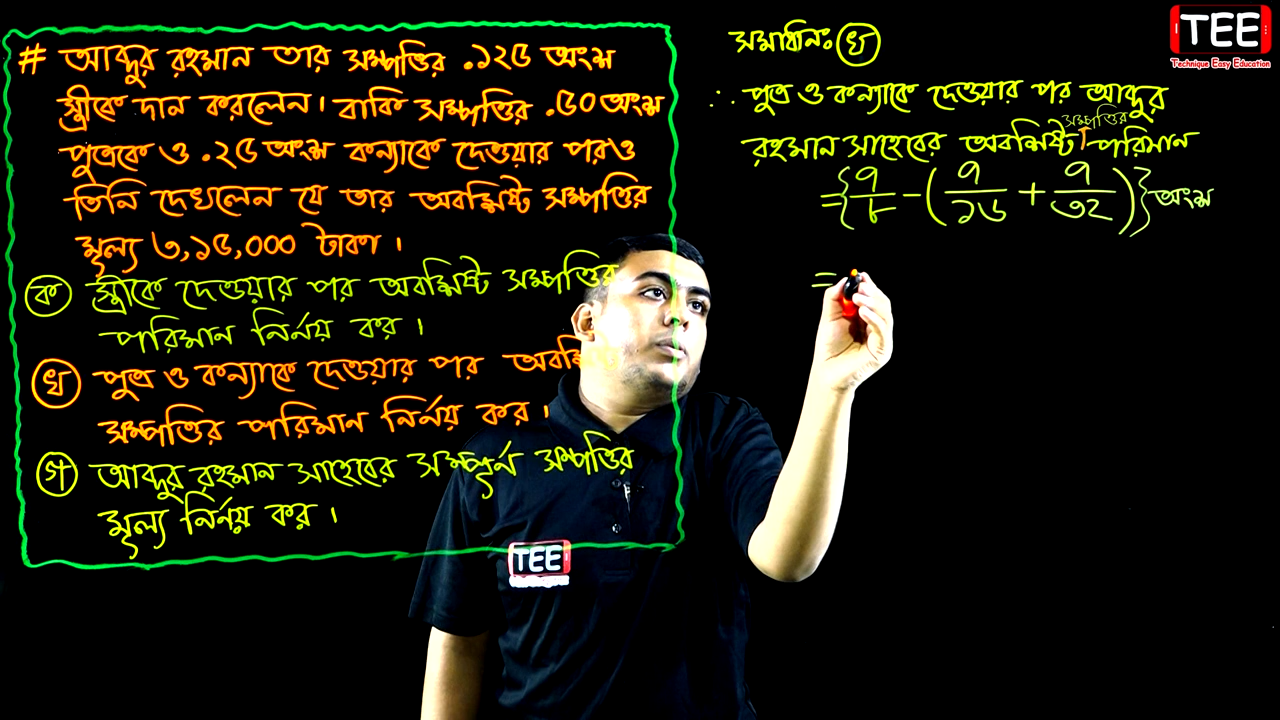 # আব্দুর রহমান তার সম্পত্তির .১২৫ অংশ
স্ত্রীকে দান করলেন। বাকি সম্পত্তির .৫০ অংশ
পুত্রকে ও .২৫ অংশ কন্যাকে দেওয়ার পরও
তিনি দেখলেন যে তার অবশিষ্ট সম্পত্তির
মূল্য ৩,১৫,০০০ টাকা।
ক স্ত্রীকে দেওয়ার পর অবশিষ্ট সম্পত্তির
পরিমান নির্নয় কর।
খ পুত্র ও কন্যাকে দেওয়ার পর অবশিষ্ট
সম্পত্তির পরিমান নির্নয় কর।
গ আব্দুর রহমান সাহেবের সম্পূর্ন সম্পত্তির
মূল্য নির্নয় কর।
সমাধানঃ খ
∴ পুত্র ও কন্যাকে দেওয়ার পর আব্দুর
রহমান সাহেবের অবশিষ্ট সম্পত্তির পরিমান
={৭/৮-(৭/১৬+৭/৩২)} অংশ
=
TEE
Technique Easy Education
TEE